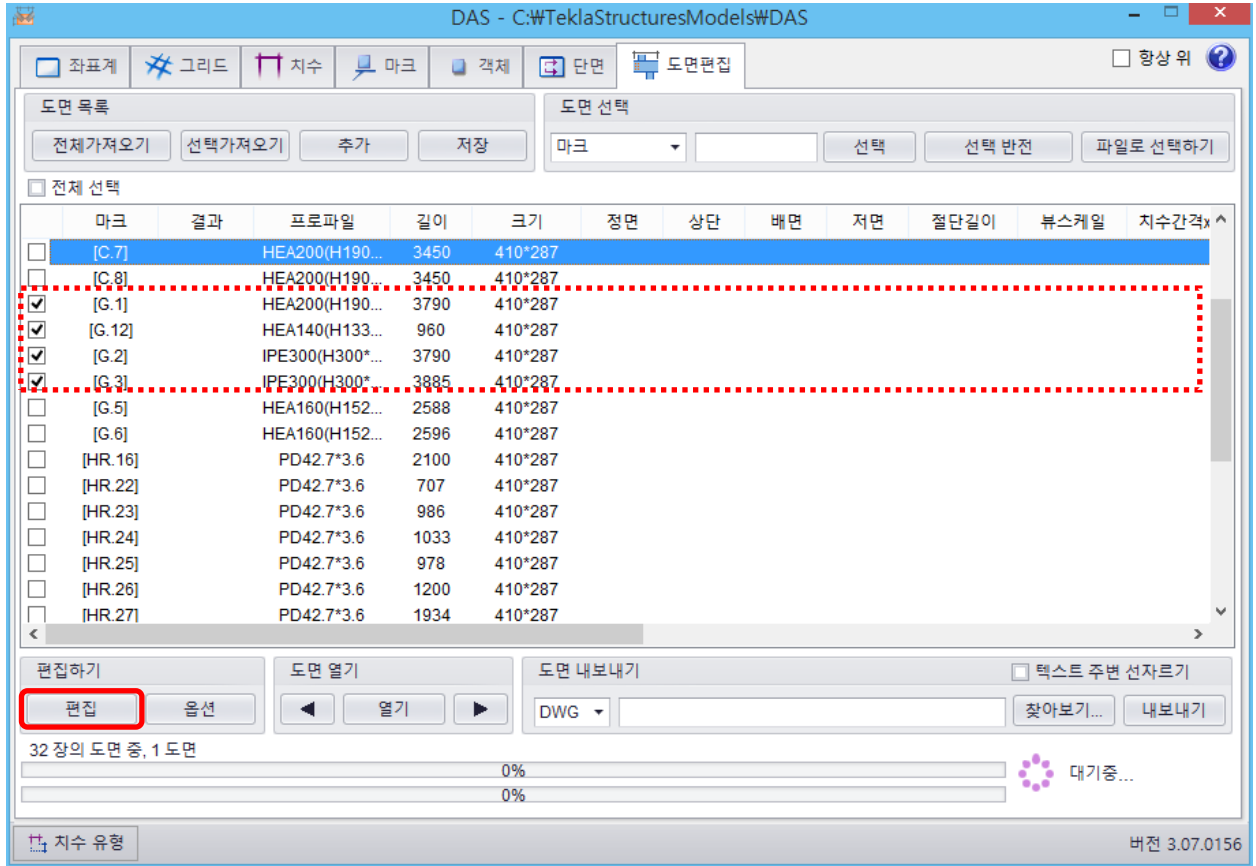 DAS - C:₩TeklaStructuresModels₩DAS
좌표계 그리드 치수 마크 객체 단면 도면편집 항상 위
도면 목록 도면 선택
전체가져오기 선택가져오기 추가 저장 마크 선택 선택 반전 파일로 선택하기
전체 선택
마크 결과 프로파일 길이 크기 정면 상단 배면 저면 절단길이 뷰스케일 치수간격x
[C.7] HEA200(H190... 3450 410*287
[C.8] HEA200(H190... 3450 410*287
[G.1] HEA200(H190... 3790 410*287
[G.12] HEA140(H133... 960 410*287
[G.2] IPE300(H300*... 3790 410*287
[G.3] IPE300(H300*... 3885 410*287
[G.5] HEA160(H152... 2588 410*287
[G.6] HEA160(H152... 2596 410*287
[HR.16] PD42.7*3.6 2100 410*287
[HR.22] PD42.7*3.6 707 410*287
[HR.23] PD42.7*3.6 986 410*287
[HR.24] PD42.7*3.6 1033 410*287
[HR.25] PD42.7*3.6 978 410*287
[HR.26] PD42.7*3.6 1200 410*287
[HR.27] PD42.7*3.6 1934 410*287
편집하기 도면 열기 도면 내보내기 텍스트 주변 선자르기
편집 옵션 열기 DWG 찾아보기... 내보내기
32 장의 도면 중, 1 도면
0%
대기중...
0%
치수 유형 버전 3.07.0156